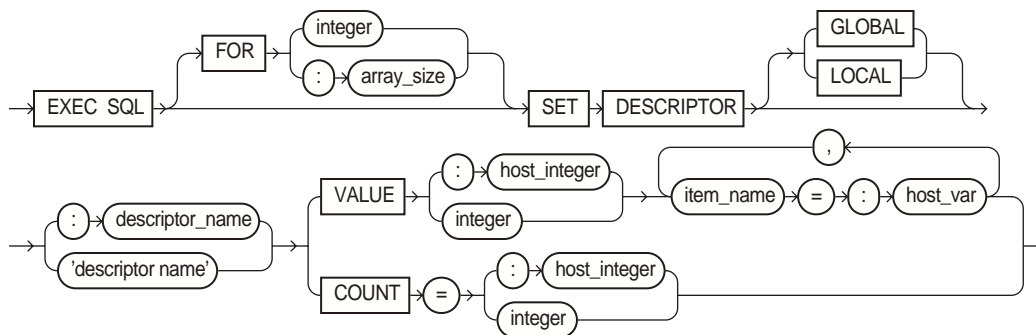 FOR integer GLOBAL
: array_size LOCAL
EXEC SQL SET DESCRIPTOR
,
: host_integer
VALUE item_name = : host_var
: descriptor_name integer
'descriptor name'
: host_integer
COUNT =
integer